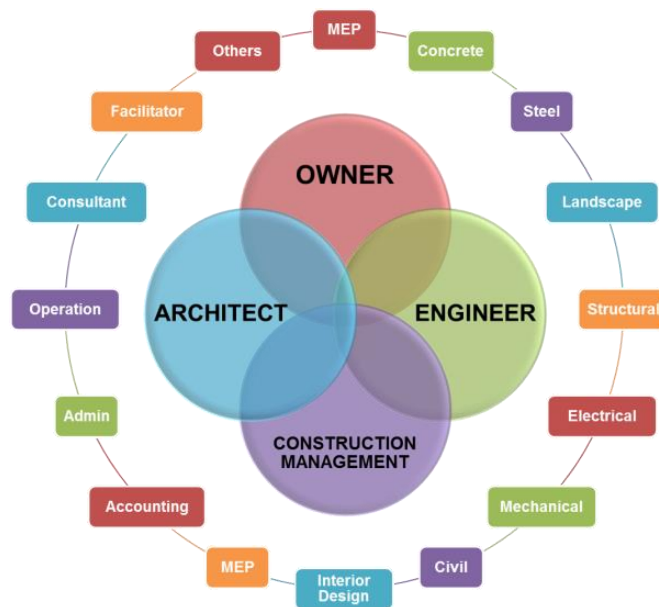 MEP
Others
Concrete
Facilitator
Steel
OWNER
Consultant
Landscape
Operation
ARCHITECT
ENGINEER
Structural
Admin
Electrical
CONSTRUCTION
MANAGEMENT
Accounting
Mechanical
MEP
Civil
Interior
Design